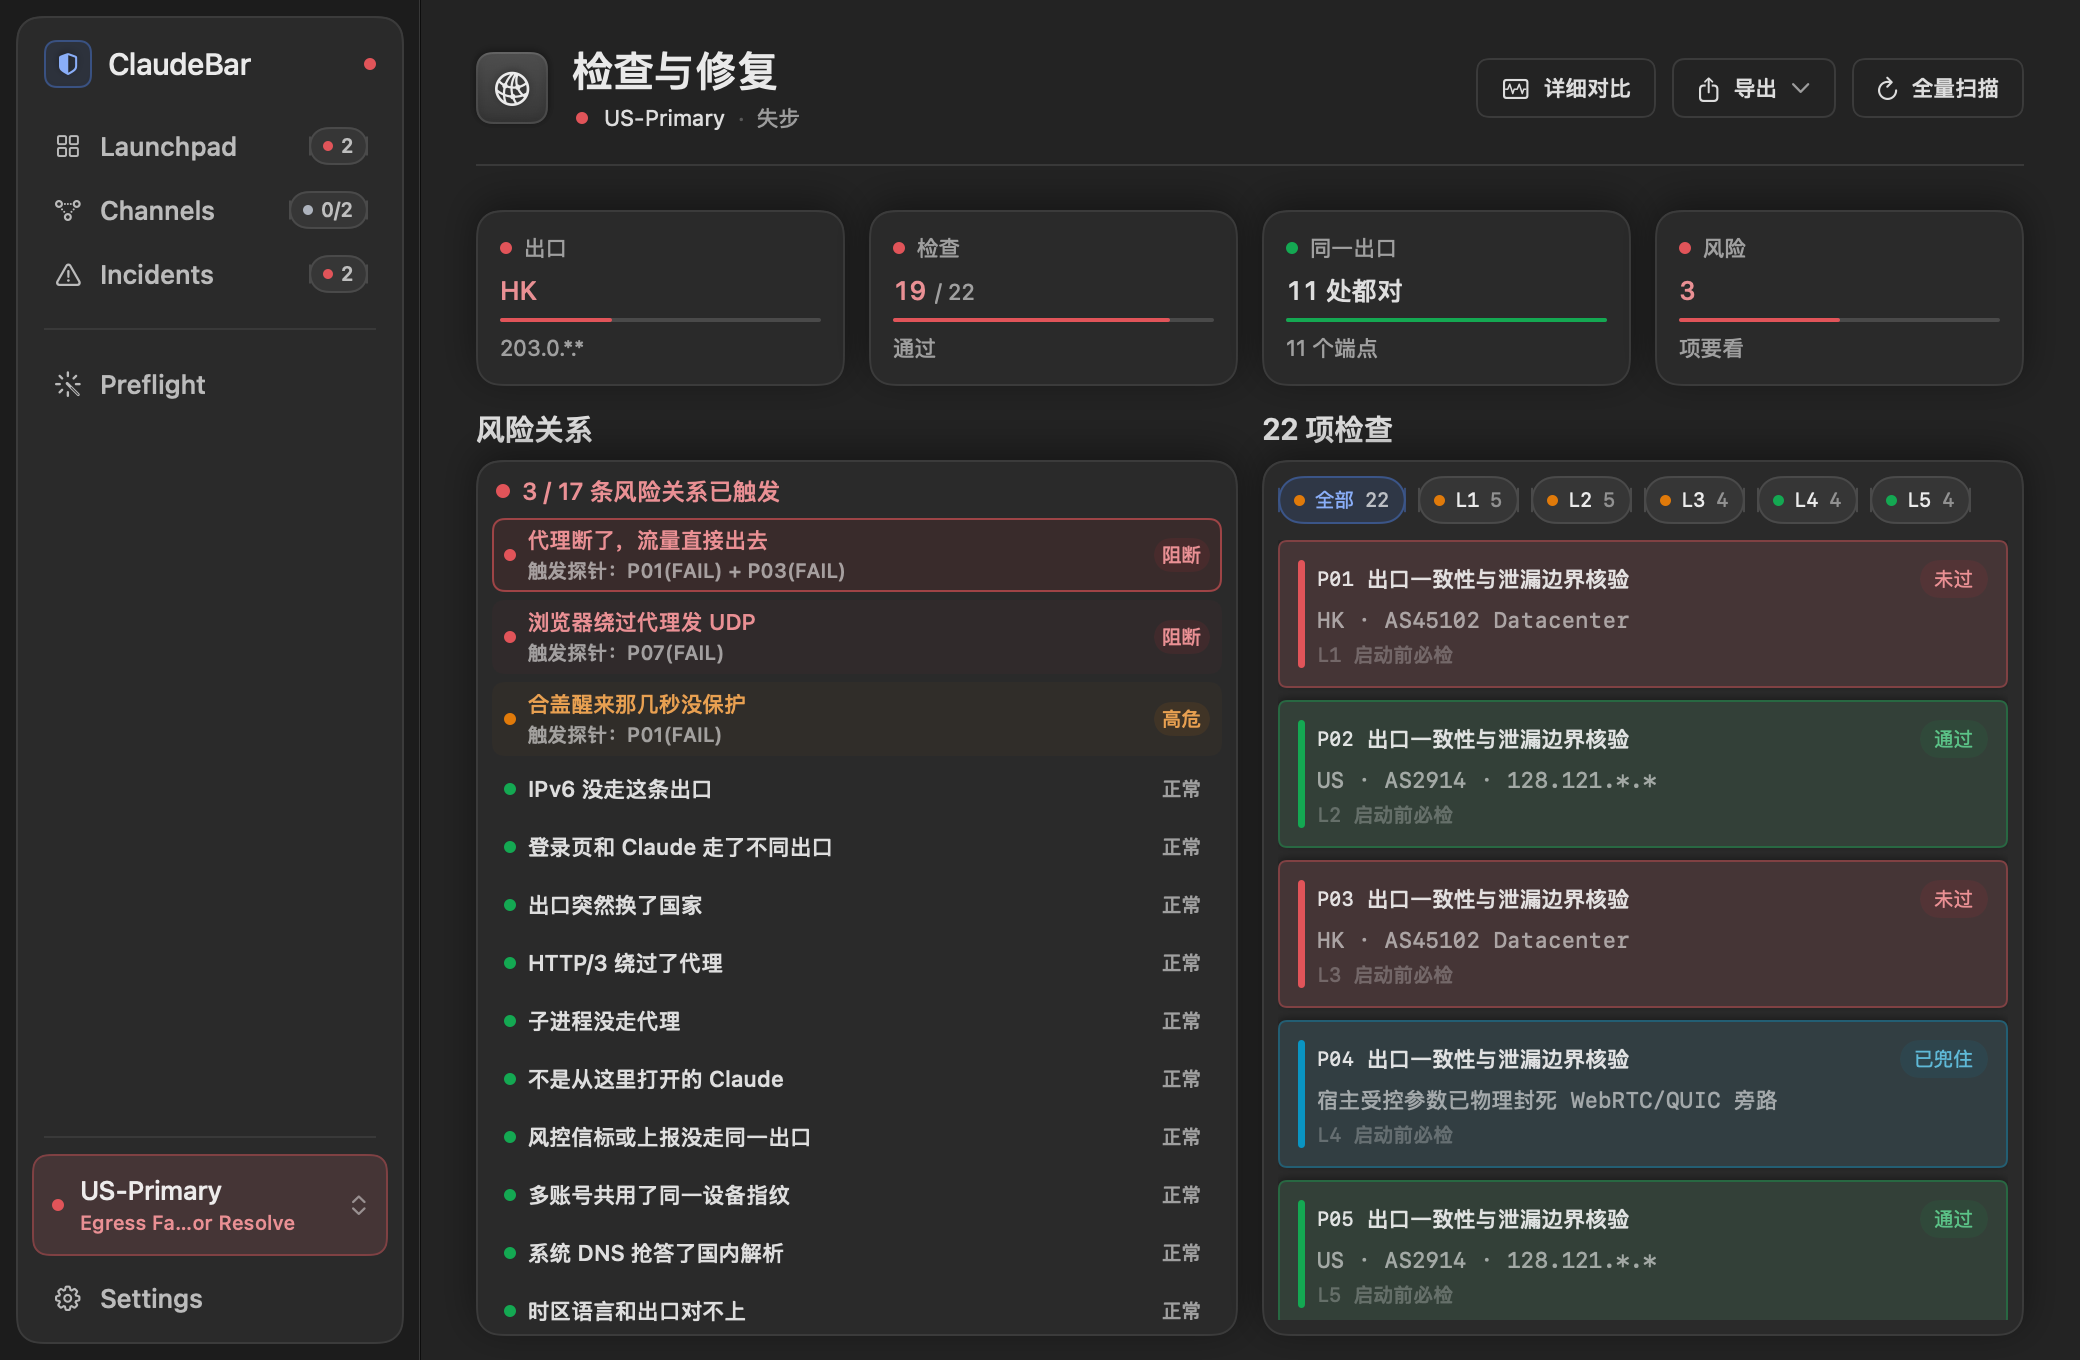 ClaudeBar
Launchpad
2
Channels
0/2
Incidents
2
Preflight
US-Primary
Egress Fa...or Resolve
Settings
检查与修复
US-Primary · 失步
详细对比
导出
全量扫描
出口
HK
203.0.*.*
检查
19 / 22
通过
同一出口
11 处都对
11 个端点
风险
3
项要看
风险关系
3 / 17 条风险关系已触发
代理断了，流量直接出去
触发探针：P01(FAIL) + P03(FAIL)
阻断
浏览器绕过代理发 UDP
触发探针：P07(FAIL)
阻断
合盖醒来那几秒没保护
触发探针：P01(FAIL)
高危
IPv6 没走这条出口 正常
登录页和 Claude 走了不同出口 正常
出口突然换了国家 正常
HTTP/3 绕过了代理 正常
子进程没走代理 正常
不是从这里打开的 Claude 正常
风控信标或上报没走同一出口 正常
多账号共用了同一设备指纹 正常
系统 DNS 抢答了国内解析 正常
时区语言和出口对不上 正常
22 项检查
全部 22 L1 5 L2 5 L3 4 L4 4 L5 4
P01 出口一致性与泄漏边界核验 未过
HK · AS45102 Datacenter
L1 启动前必检
P02 出口一致性与泄漏边界核验 通过
US · AS2914 · 128.121.*.*
L2 启动前必检
P03 出口一致性与泄漏边界核验 未过
HK · AS45102 Datacenter
L3 启动前必检
P04 出口一致性与泄漏边界核验 已兜住
宿主受控参数已物理封死 WebRTC/QUIC 旁路
L4 启动前必检
P05 出口一致性与泄漏边界核验 通过
US · AS2914 · 128.121.*.*
L5 启动前必检